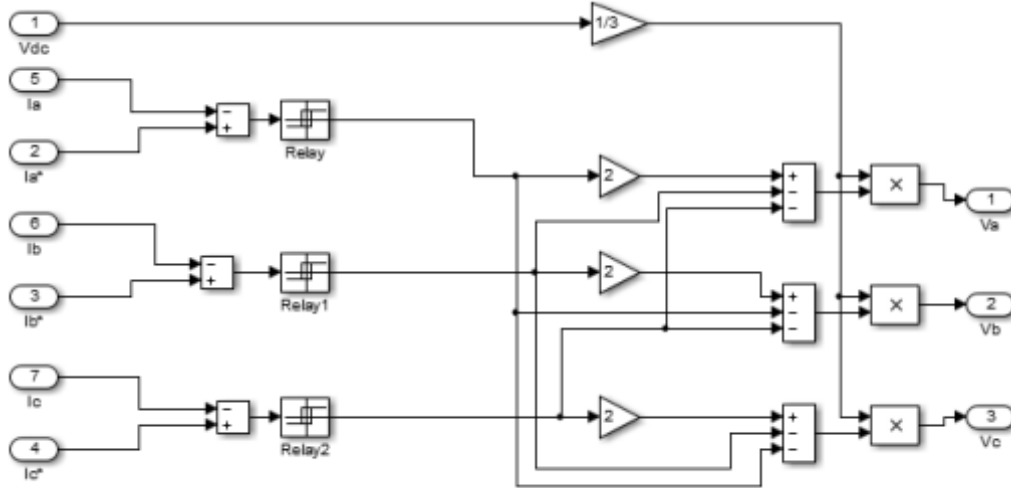 1
Vdc
1/3
5
Ia
−
+
Relay
2
Ia*
2
+
−
−
×
1
Va
6
Ib
−
+
Relay1
3
Ib*
2
+
−
−
×
2
Vb
7
Ic
−
+
Relay2
4
Ic*
2
+
−
−
×
3
Vc